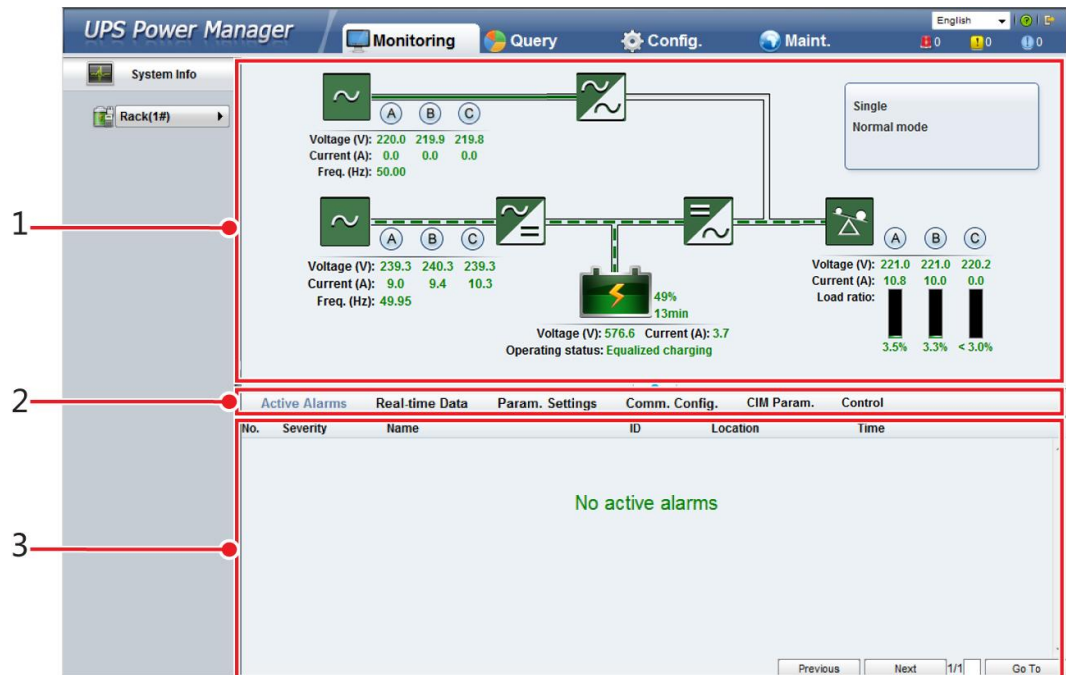 UPS Power Manager
Monitoring Query Config. Maint.
English
0 0 0
System Info
Rack(1#)
1
A B C
Voltage (V): 220.0 219.9 219.8
Current (A): 0.0 0.0 0.0
Freq. (Hz): 50.00
Single
Normal mode
A B C
Voltage (V): 239.3 240.3 239.3
Current (A): 9.0 9.4 10.3
Freq. (Hz): 49.95
49%
13min
Voltage (V): 576.6 Current (A): 3.7
Operating status: Equalized charging
A B C
Voltage (V): 221.0 221.0 220.2
Current (A): 10.8 10.0 0.0
Load ratio:
3.5% 3.3% < 3.0%
2
Active Alarms Real-time Data Param. Settings Comm. Config. CIM Param. Control
No. Severity Name ID Location Time
No active alarms
3
Previous Next 1/1 Go To